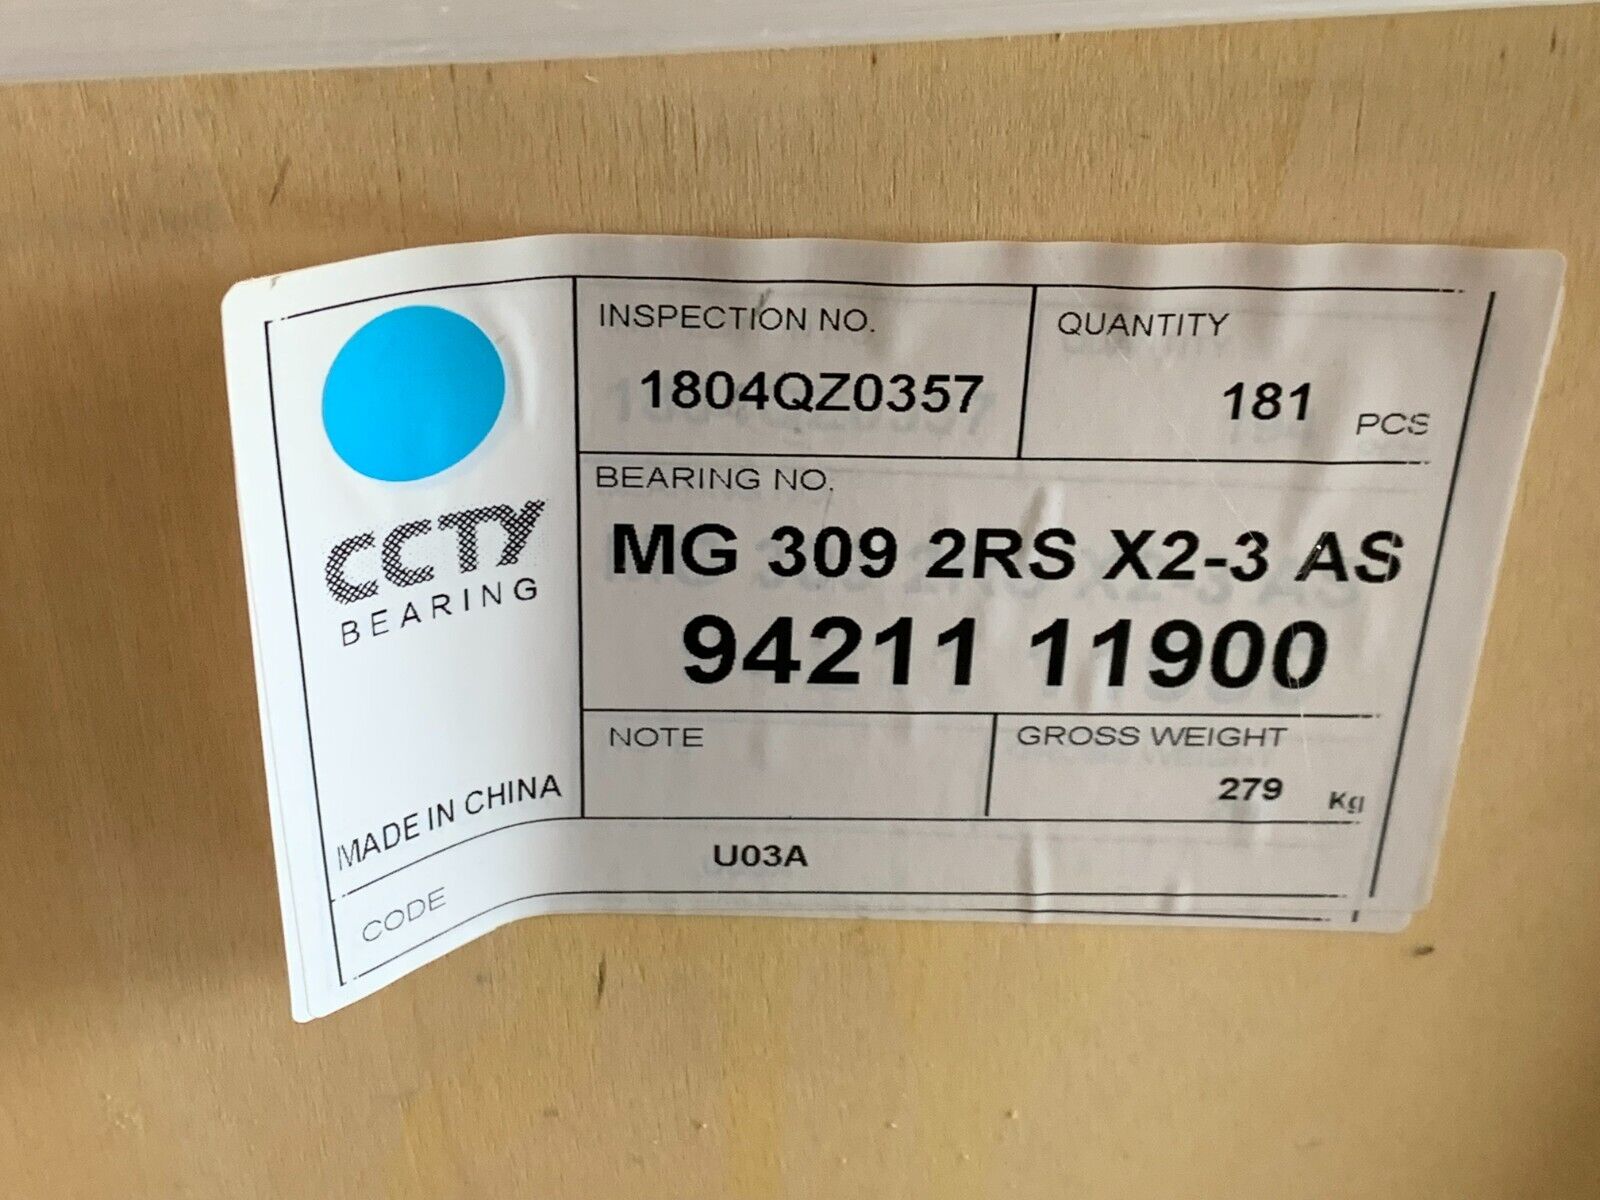 CCTY
BEARING
MADE IN CHINA
INSPECTION NO.
1804QZ0357
QUANTITY
181 PCS
BEARING NO.
MG 309 2RS X2-3 AS
94211 11900
NOTE
GROSS WEIGHT
279 Kg
CODE
U03A